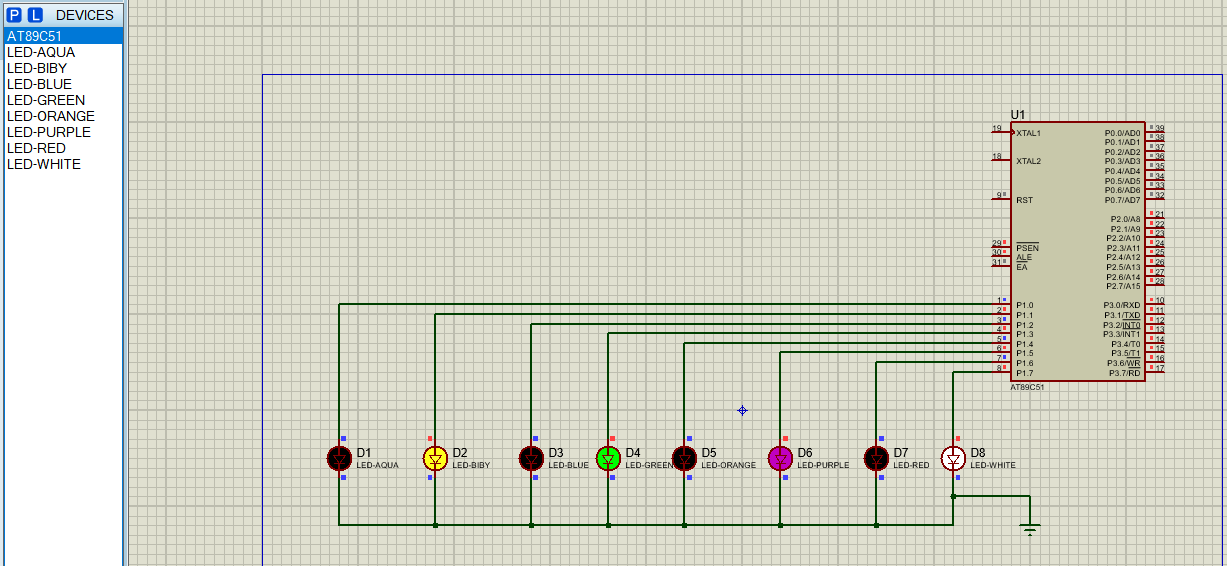 P L DEVICES
AT89C51
LED-AQUA
LED-BIBY
LED-BLUE
LED-GREEN
LED-ORANGE
LED-PURPLE
LED-RED
LED-WHITE
U1
19 XTAL1
18 XTAL2
9 RST
29 PSEN
30 ALE
31 EA
1 P1.0
2 P1.1
3 P1.2
4 P1.3
5 P1.4
6 P1.5
7 P1.6
8 P1.7
P0.0/AD0 39
P0.1/AD1 38
P0.2/AD2 37
P0.3/AD3 36
P0.4/AD4 35
P0.5/AD5 34
P0.6/AD6 33
P0.7/AD7 32
P2.0/A8 21
P2.1/A9 22
P2.2/A10 23
P2.3/A11 24
P2.4/A12 25
P2.5/A13 26
P2.6/A14 27
P2.7/A15 28
P3.0/RXD 10
P3.1/TXD 11
P3.2/INT0 12
P3.3/INT1 13
P3.4/T0 14
P3.5/T1 15
P3.6/WR 16
P3.7/RD 17
AT89C51
D1
LED-AQUA
D2
LED-BIBY
D3
LED-BLUE
D4
LED-GREEN
D5
LED-ORANGE
D6
LED-PURPLE
D7
LED-RED
D8
LED-WHITE